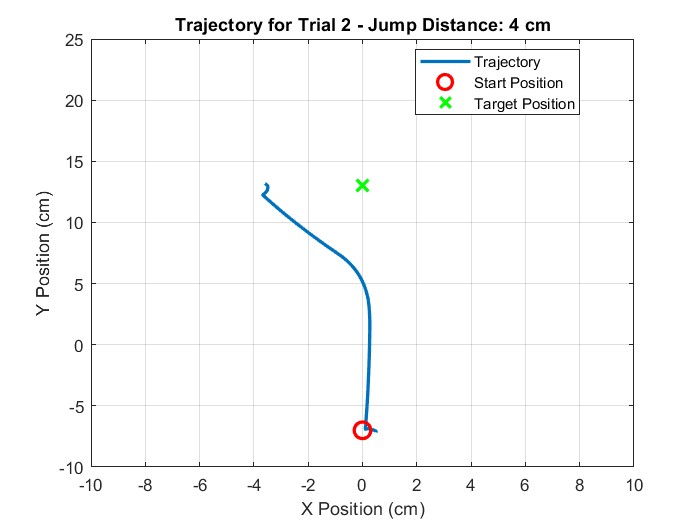 Trajectory for Trial 2 - Jump Distance: 4 cm
25
20
15
10
5
0
-5
-10
Y Position (cm)
Trajectory
Start Position
Target Position
-10 -8 -6 -4 -2 0 2 4 6 8 10
X Position (cm)